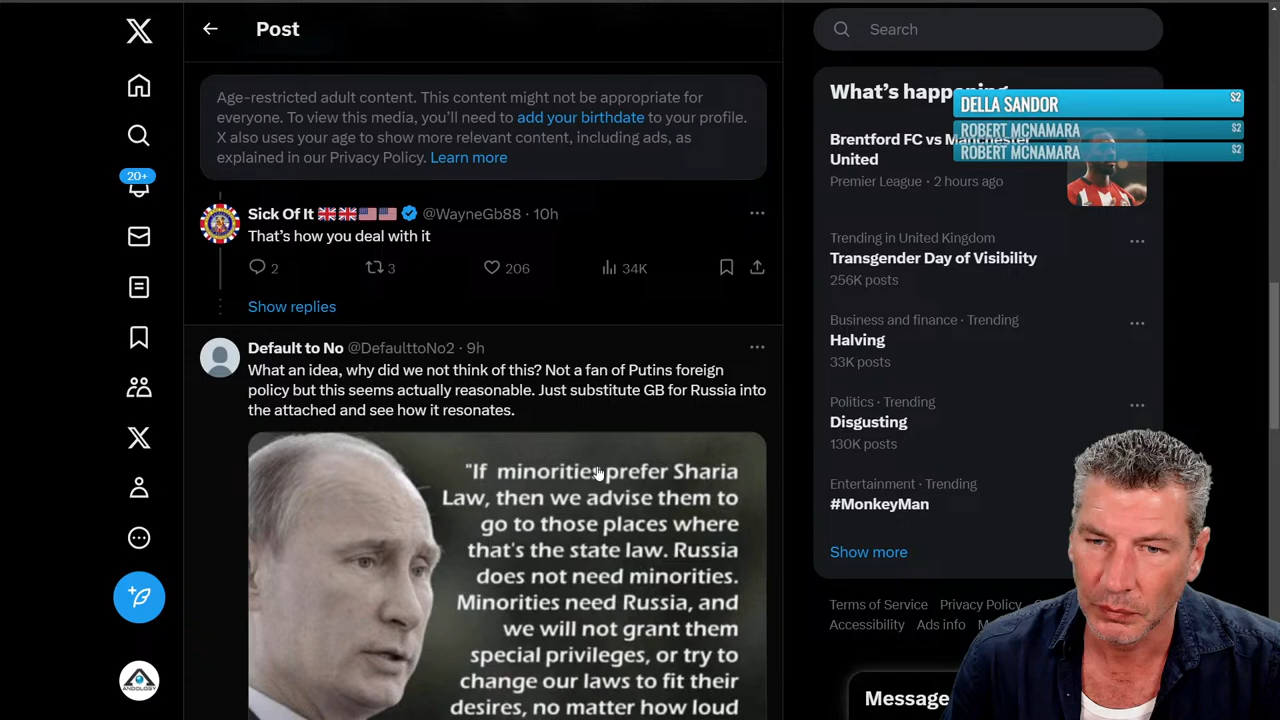 Post
Age-restricted adult content. This content might not be appropriate for
everyone. To view this media, you'll need to add your birthdate to your profile.
X also uses your age to show more relevant content, including ads, as
explained in our Privacy Policy. Learn more
Sick Of It 🇬🇧🇬🇧🇺🇸🇺🇸 @WayneGb88 · 10h
That's how you deal with it
2 3 206 34K
Show replies
Default to No @DefaulttoNo2 · 9h
What an idea, why did we not think of this? Not a fan of Putins foreign
policy but this seems actually reasonable. Just substitute GB for Russia into
the attached and see how it resonates.
"If minorities prefer Sharia
Law, then we advise them to
go to those places where
that's the state law. Russia
does not need minorities.
Minorities need Russia, and
we will not grant them
special privileges, or try to
change our laws to fit their
desires, no matter how loud
20+
ANDOLOGY
Search
What's happening
DELLA SANDOR $2
ROBERT MCNAMARA $2
ROBERT MCNAMARA $2
Brentford FC vs Manchester
United
Premier League · 2 hours ago
Trending in United Kingdom
Transgender Day of Visibility
256K posts
Business and finance · Trending
Halving
33K posts
Politics · Trending
Disgusting
130K posts
Entertainment · Trending
#MonkeyMan
Show more
Terms of Service Privacy Policy
Accessibility Ads info
Message